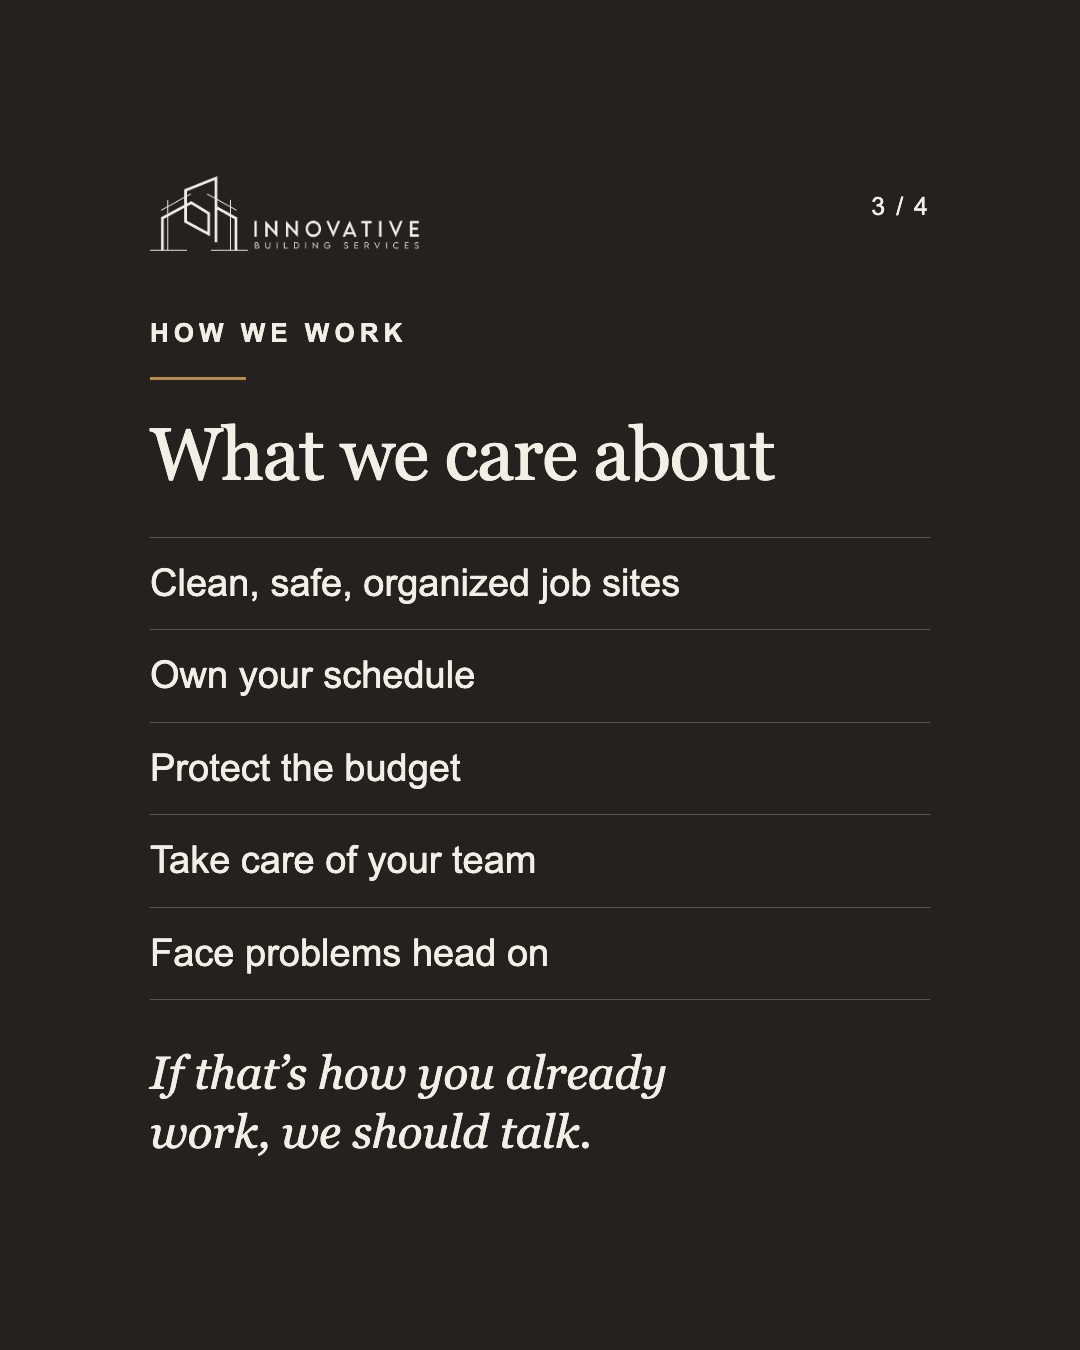 INNOVATIVE
BUILDING SERVICES
3 / 4
HOW WE WORK
What we care about
Clean, safe, organized job sites
Own your schedule
Protect the budget
Take care of your team
Face problems head on
If that’s how you already
work, we should talk.